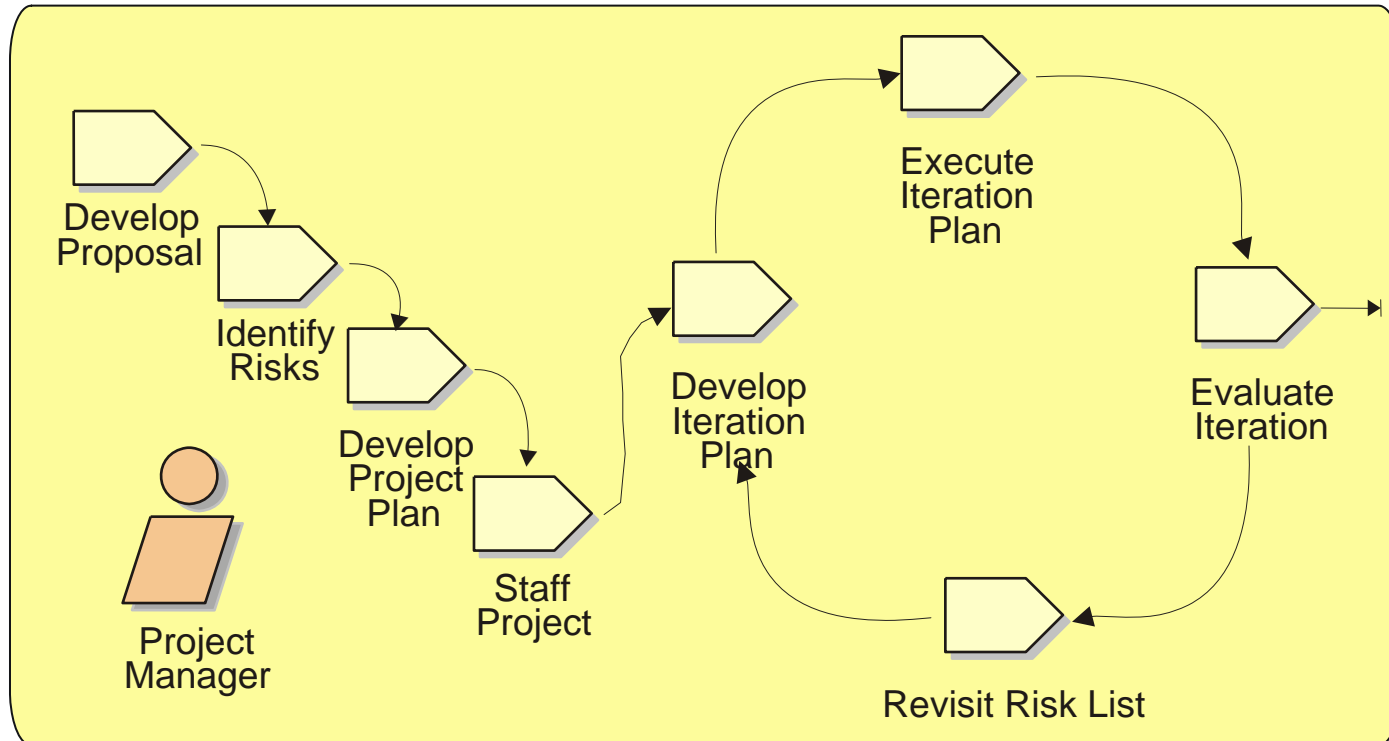 Develop
Proposal
Identify
Risks
Develop
Project
Plan
Staff
Project
Develop
Iteration
Plan
Execute
Iteration
Plan
Evaluate
Iteration
Revisit Risk List
Project
Manager